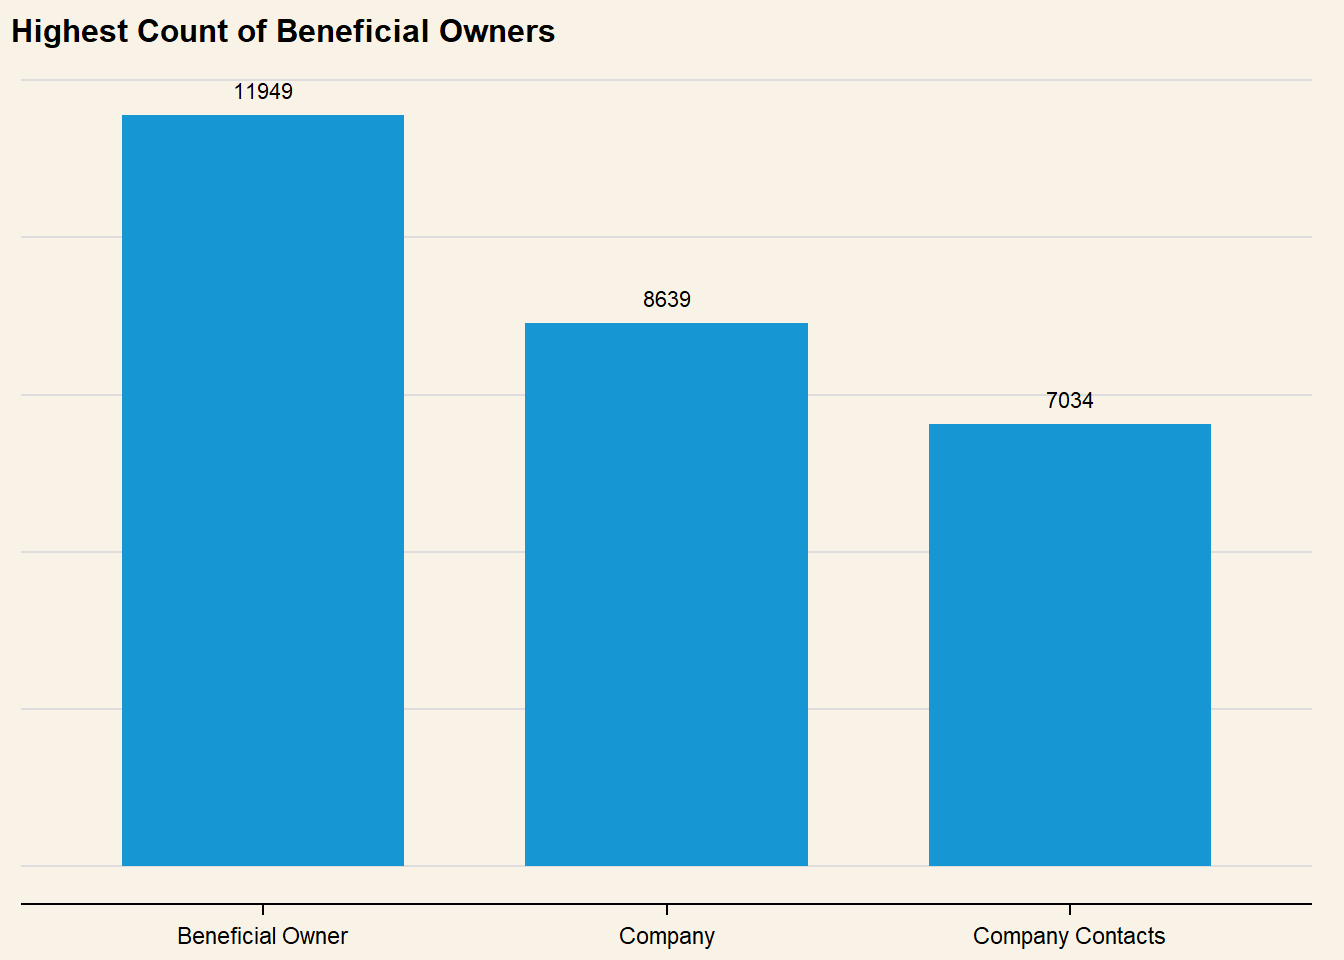 Highest Count of Beneficial Owners
11949
8639
7034
Beneficial Owner
Company
Company Contacts